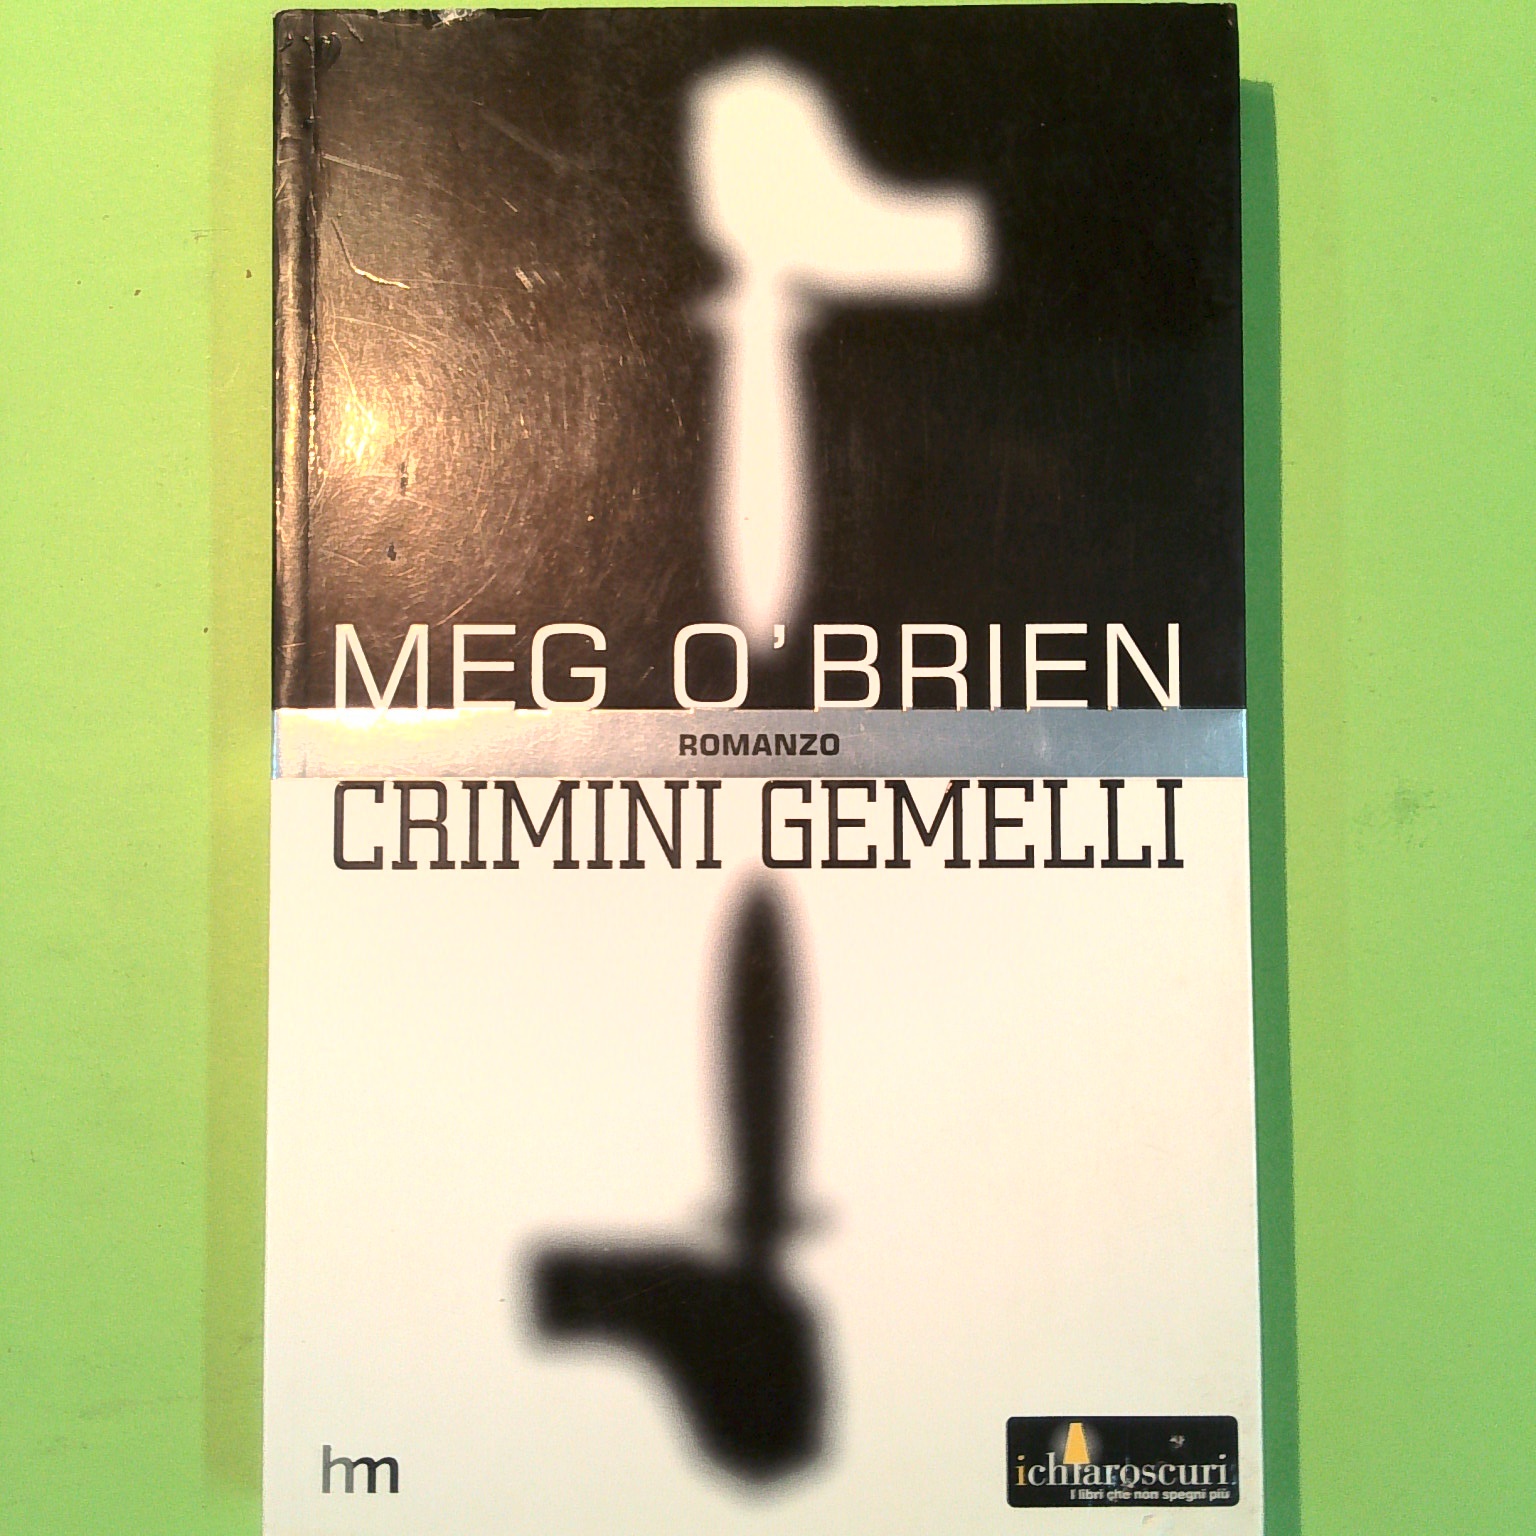 MEG O'BRIEN
ROMANZO
CRIMINI GEMELLI
hm
ichiaroscuri
I libri che non spegni più